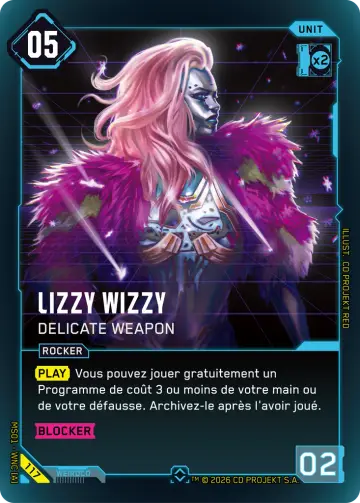 05
UNIT
x2
ILLUST. CD PROJEKT RED
LIZZY WIZZY
DELICATE WEAPON
ROCKER
PLAY Vous pouvez jouer gratuitement un
Programme de coût 3 ou moins de votre main ou
de votre défausse. Archivez-le après l'avoir joué.
BLOCKER
117
WEIRDCO
™ © 2026 CD PROJEKT S.A.
02